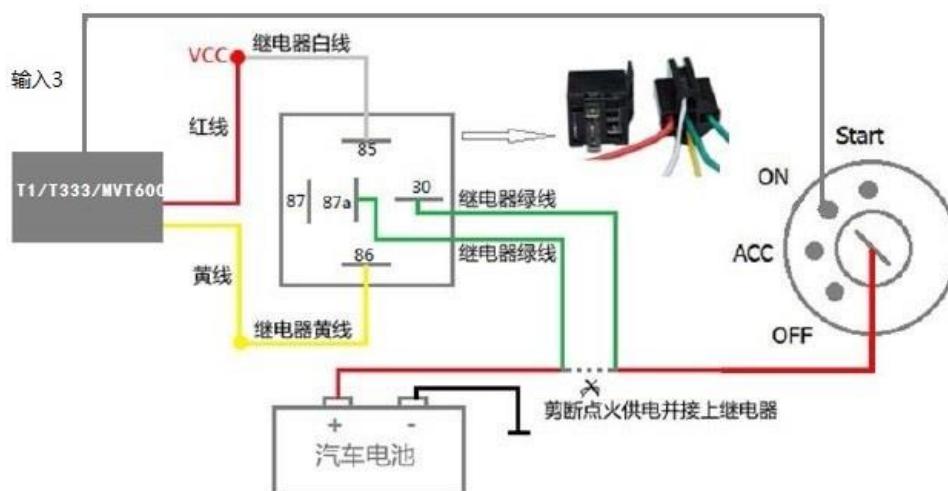 VCC
继电器白线
输入3
红线
85
Start
T1/T333/MVT600
ON
87
87a
30
继电器绿线
继电器绿线
ACC
86
黄线
继电器黄线
OFF
剪断点火供电并接上继电器
+
-
汽车电池